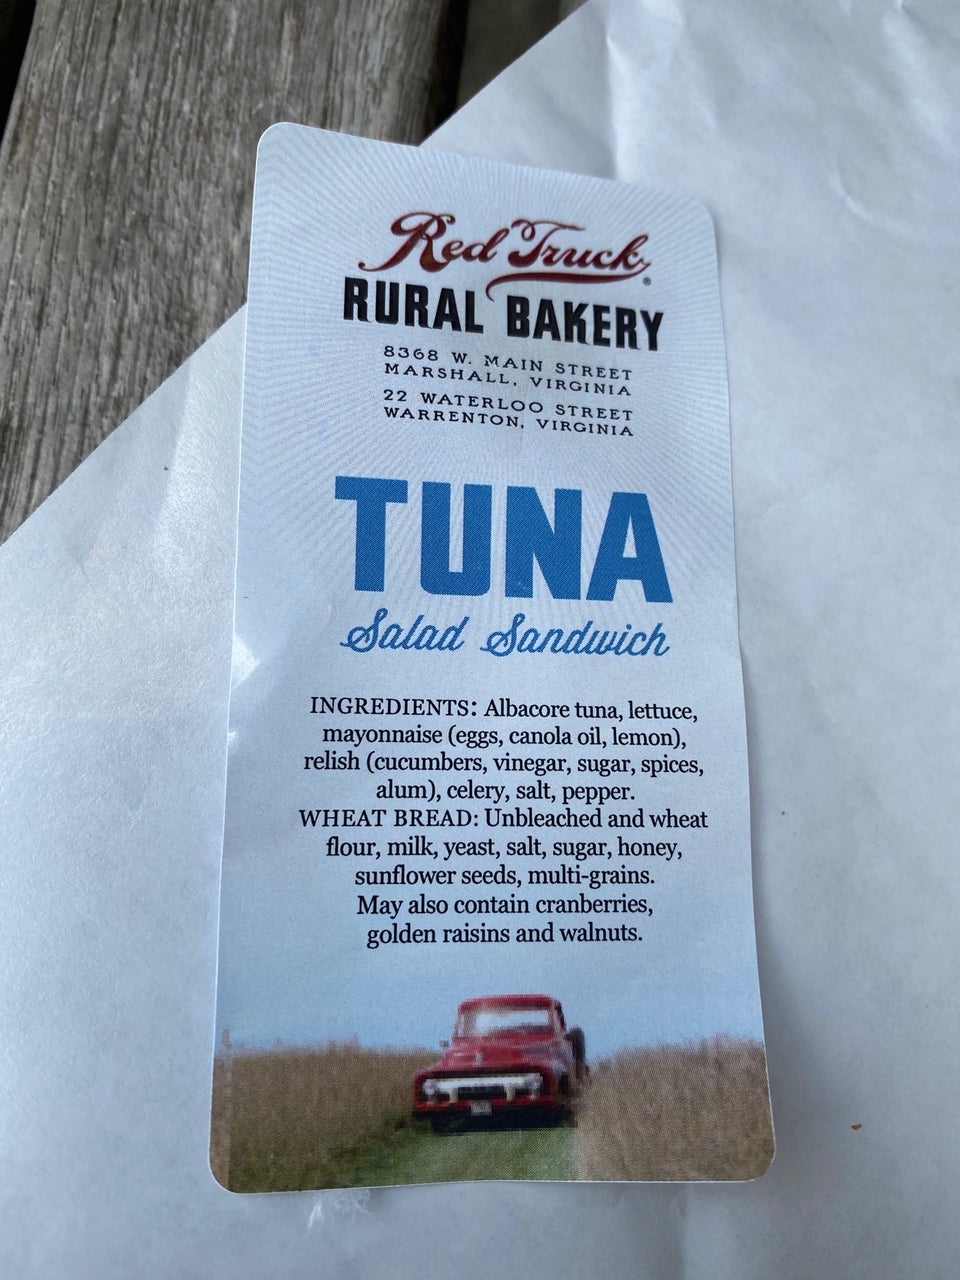 Red Truck®
RURAL BAKERY
8368 W. MAIN STREET
MARSHALL, VIRGINIA
22 WATERLOO STREET
WARRENTON, VIRGINIA
TUNA
Salad Sandwich
INGREDIENTS: Albacore tuna, lettuce,
mayonnaise (eggs, canola oil, lemon),
relish (cucumbers, vinegar, sugar, spices,
alum), celery, salt, pepper.
WHEAT BREAD: Unbleached and wheat
flour, milk, yeast, salt, sugar, honey,
sunflower seeds, multi-grains.
May also contain cranberries,
golden raisins and walnuts.